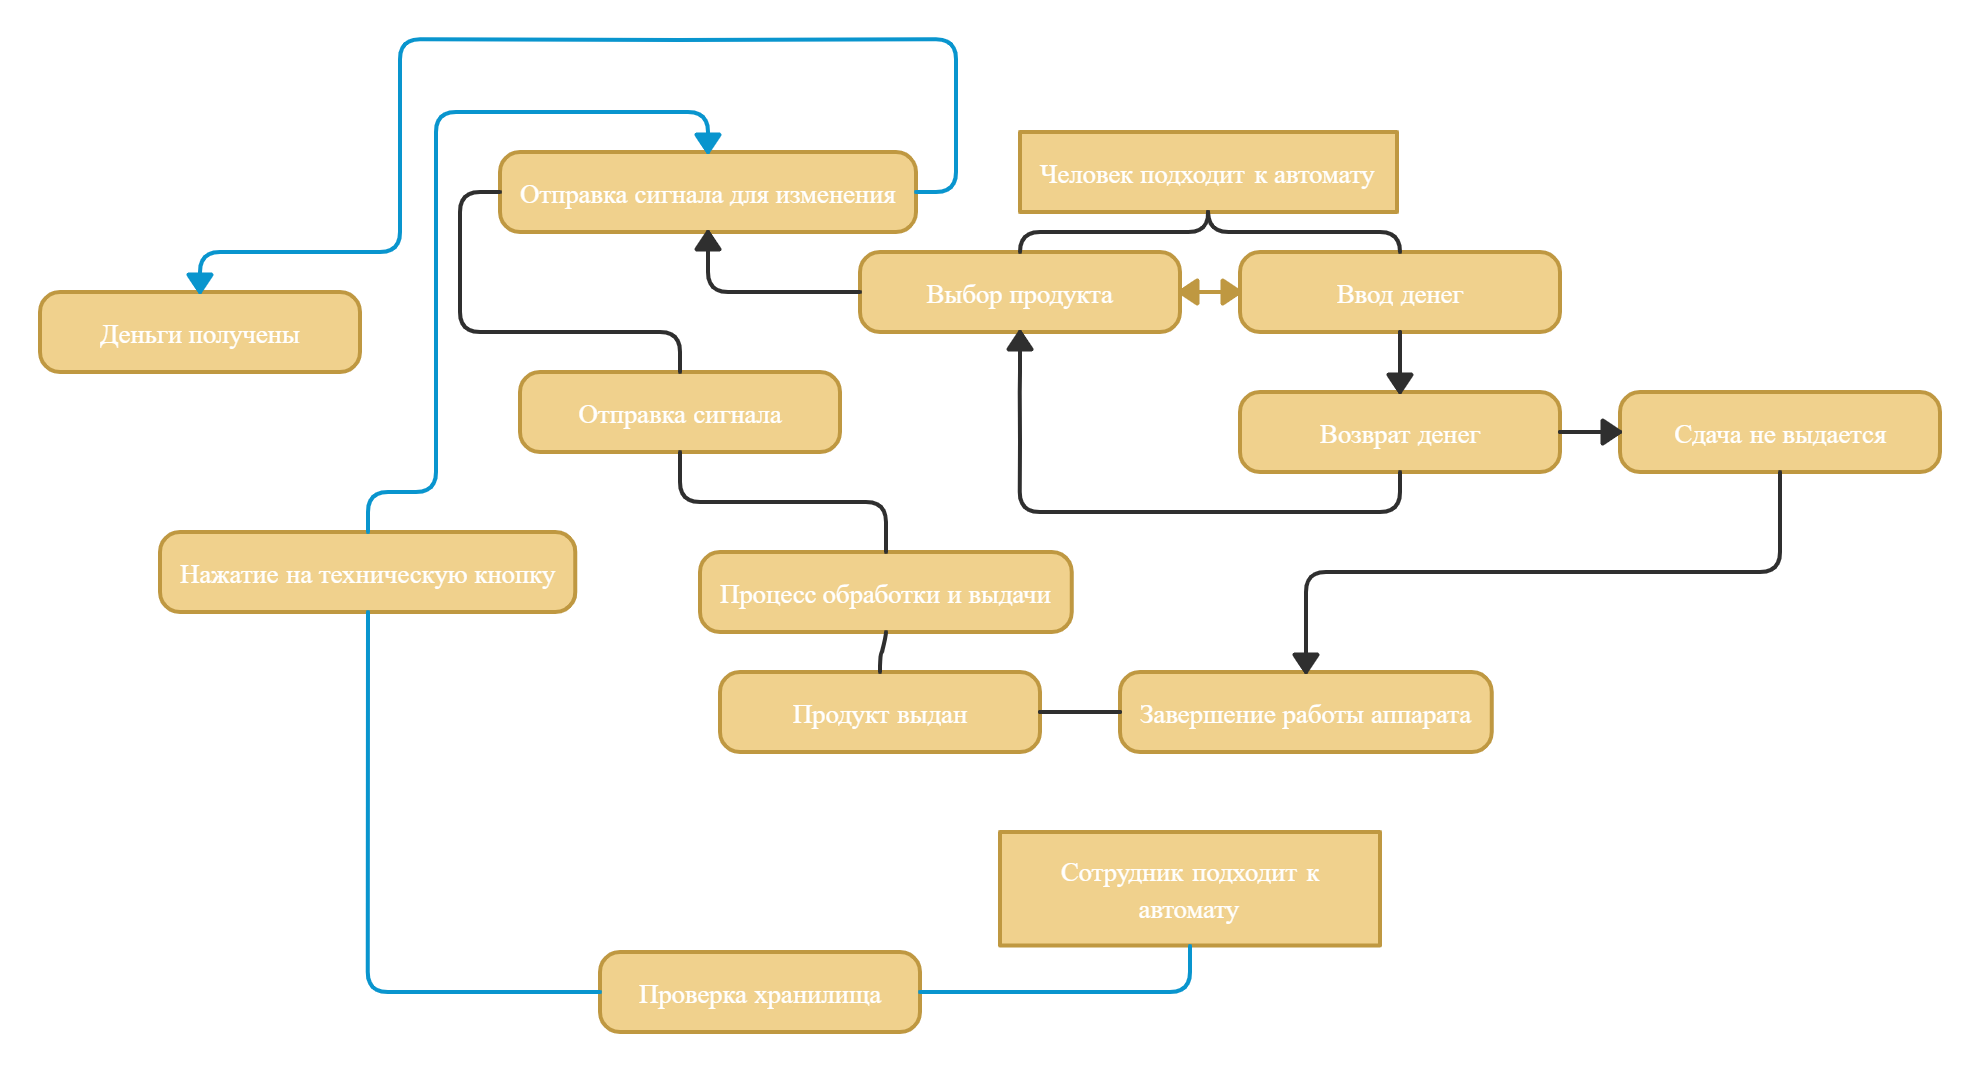 Человек подходит к автомату
Отправка сигнала для изменения
Выбор продукта
Ввод денег
Деньги получены
Отправка сигнала
Возврат денег
Сдача не выдается
Нажатие на техническую кнопку
Процесс обработки и выдачи
Продукт выдан
Завершение работы аппарата
Сотрудник подходит к
автомату
Проверка хранилища